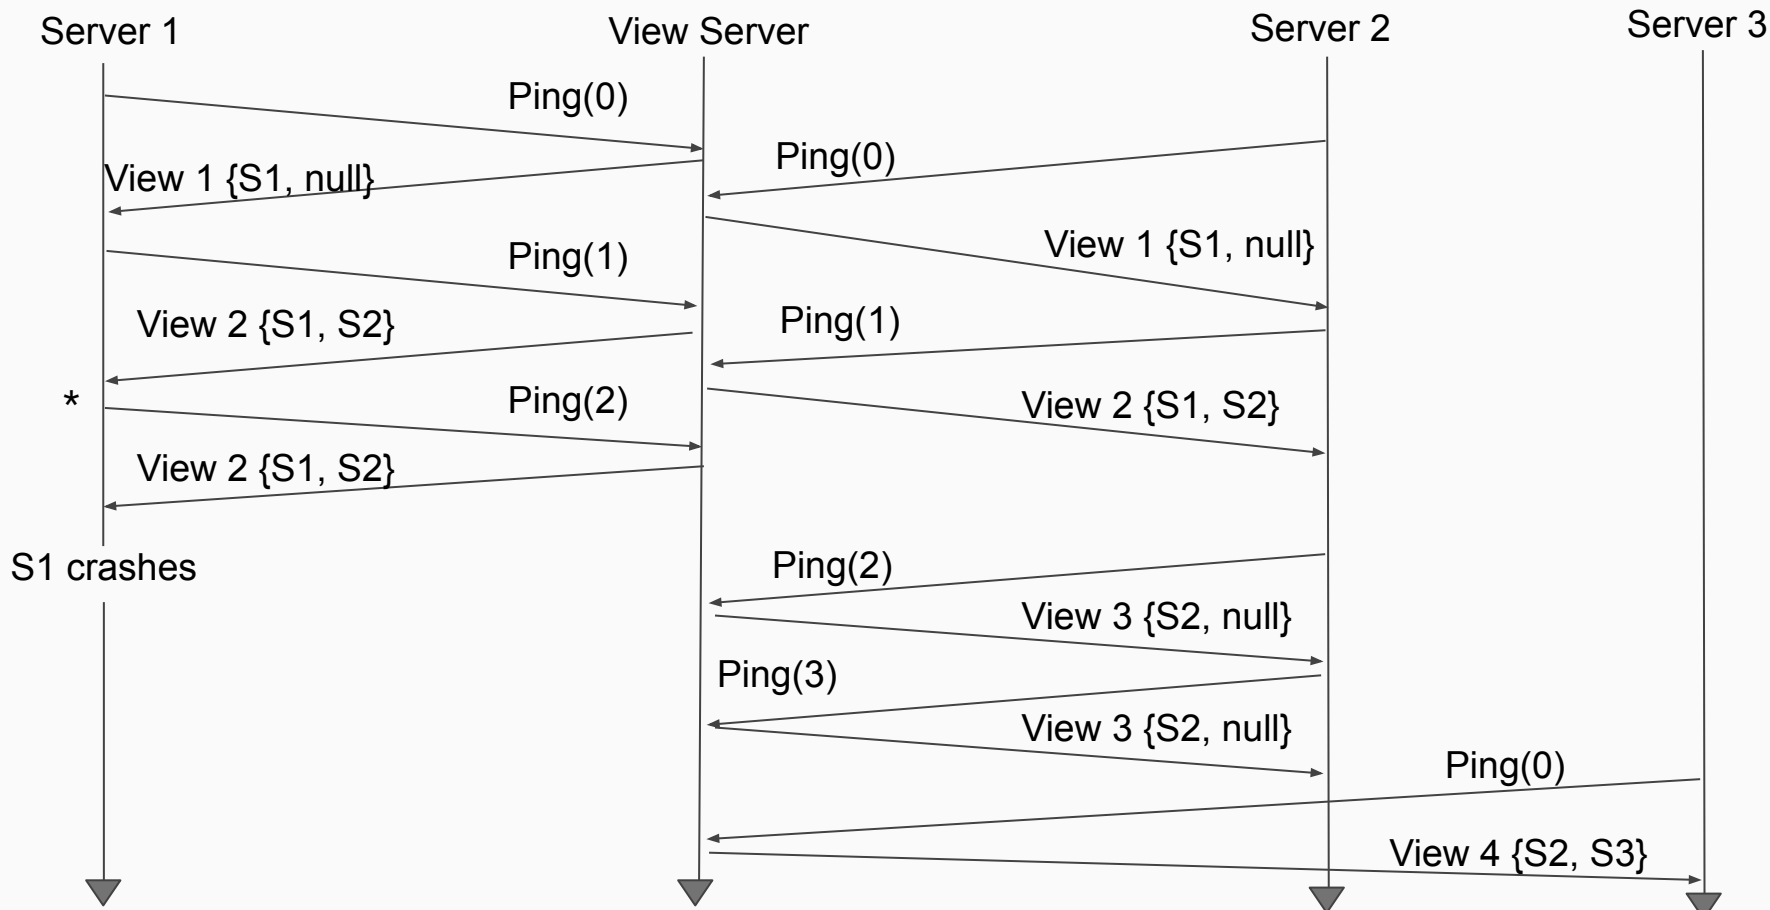 Server 1
View Server
Server 2
Server 3
Ping(0)
Ping(0)
View 1 {S1, null}
View 1 {S1, null}
Ping(1)
View 2 {S1, S2}
Ping(1)
*
Ping(2)
View 2 {S1, S2}
View 2 {S1, S2}
S1 crashes
Ping(2)
View 3 {S2, null}
Ping(3)
View 3 {S2, null}
Ping(0)
View 4 {S2, S3}